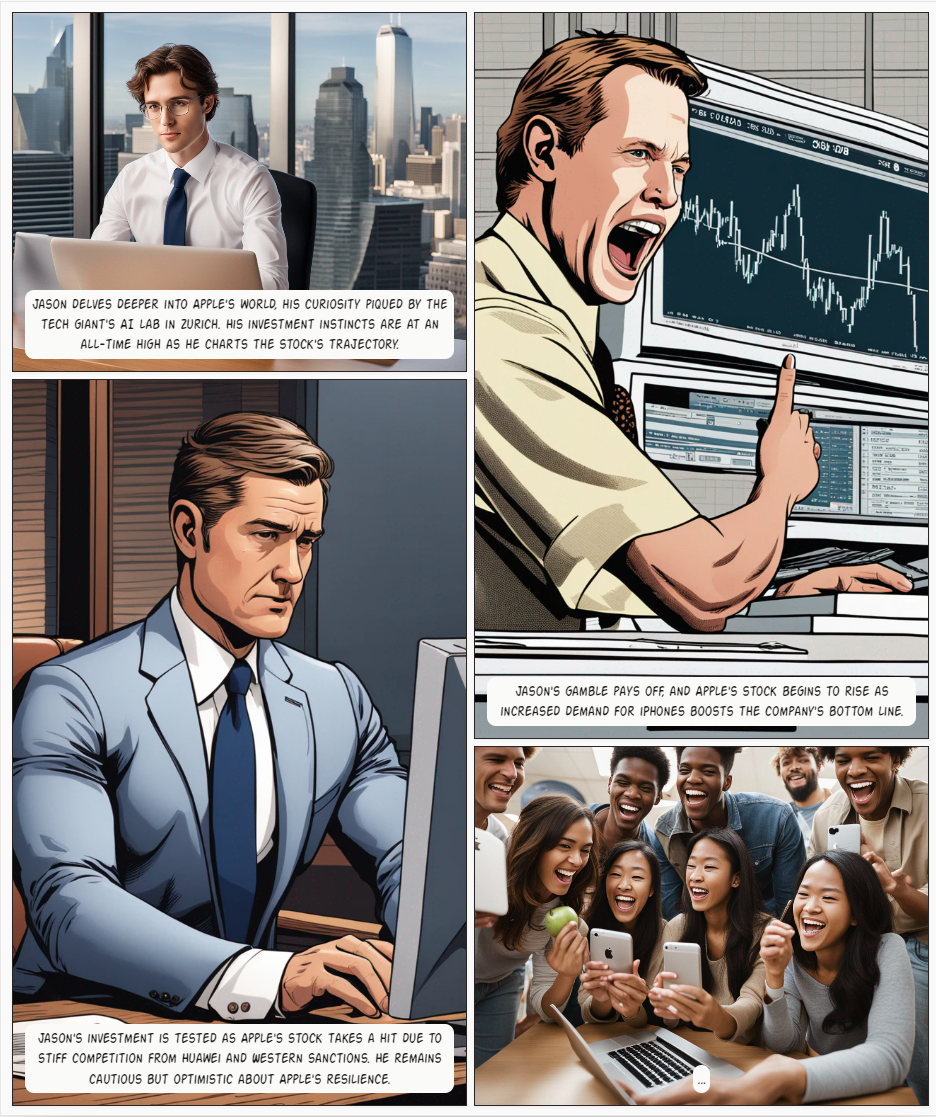 JASON DELVES DEEPER INTO APPLE'S WORLD, HIS CURIOSITY PIQUED BY THE
TECH GIANT'S AI LAB IN ZURICH. HIS INVESTMENT INSTINCTS ARE AT AN
ALL-TIME HIGH AS HE CHARTS THE STOCK'S TRAJECTORY.
JASON'S INVESTMENT IS TESTED AS APPLE'S STOCK TAKES A HIT DUE TO
STIFF COMPETITION FROM HUAWEI AND WESTERN SANCTIONS. HE REMAINS
CAUTIOUS BUT OPTIMISTIC ABOUT APPLE'S RESILIENCE.
JASON'S GAMBLE PAYS OFF, AND APPLE'S STOCK BEGINS TO RISE AS
INCREASED DEMAND FOR IPHONES BOOSTS THE COMPANY'S BOTTOM LINE.
...